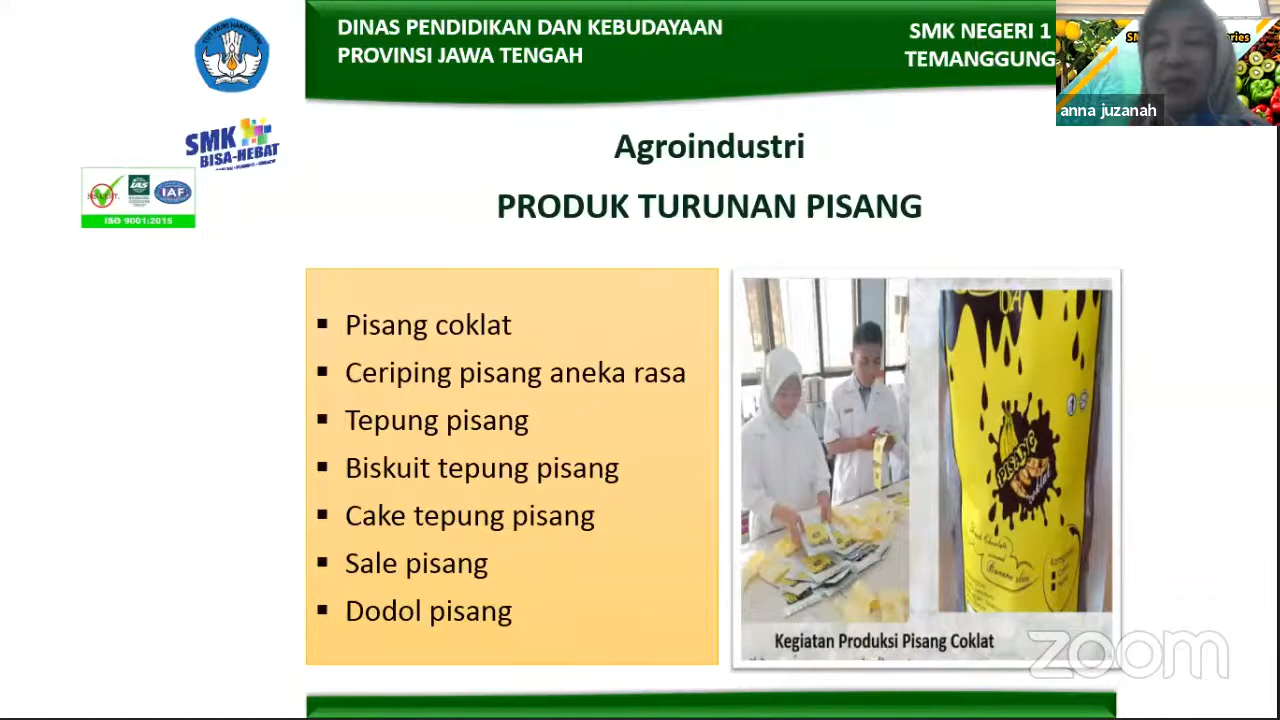 DINAS PENDIDIKAN DAN KEBUDAYAAN
PROVINSI JAWA TENGAH
SMK NEGERI 1
TEMANGGUNG
anna juzanah
SMK
BISA-HEBAT
IAS
IAF
ISO 9001:2015
Agroindustri
PRODUK TURUNAN PISANG
▪ Pisang coklat
▪ Ceriping pisang aneka rasa
▪ Tepung pisang
▪ Biskuit tepung pisang
▪ Cake tepung pisang
▪ Sale pisang
▪ Dodol pisang
PISANG
coklat
Kegiatan Produksi Pisang Coklat
zoom